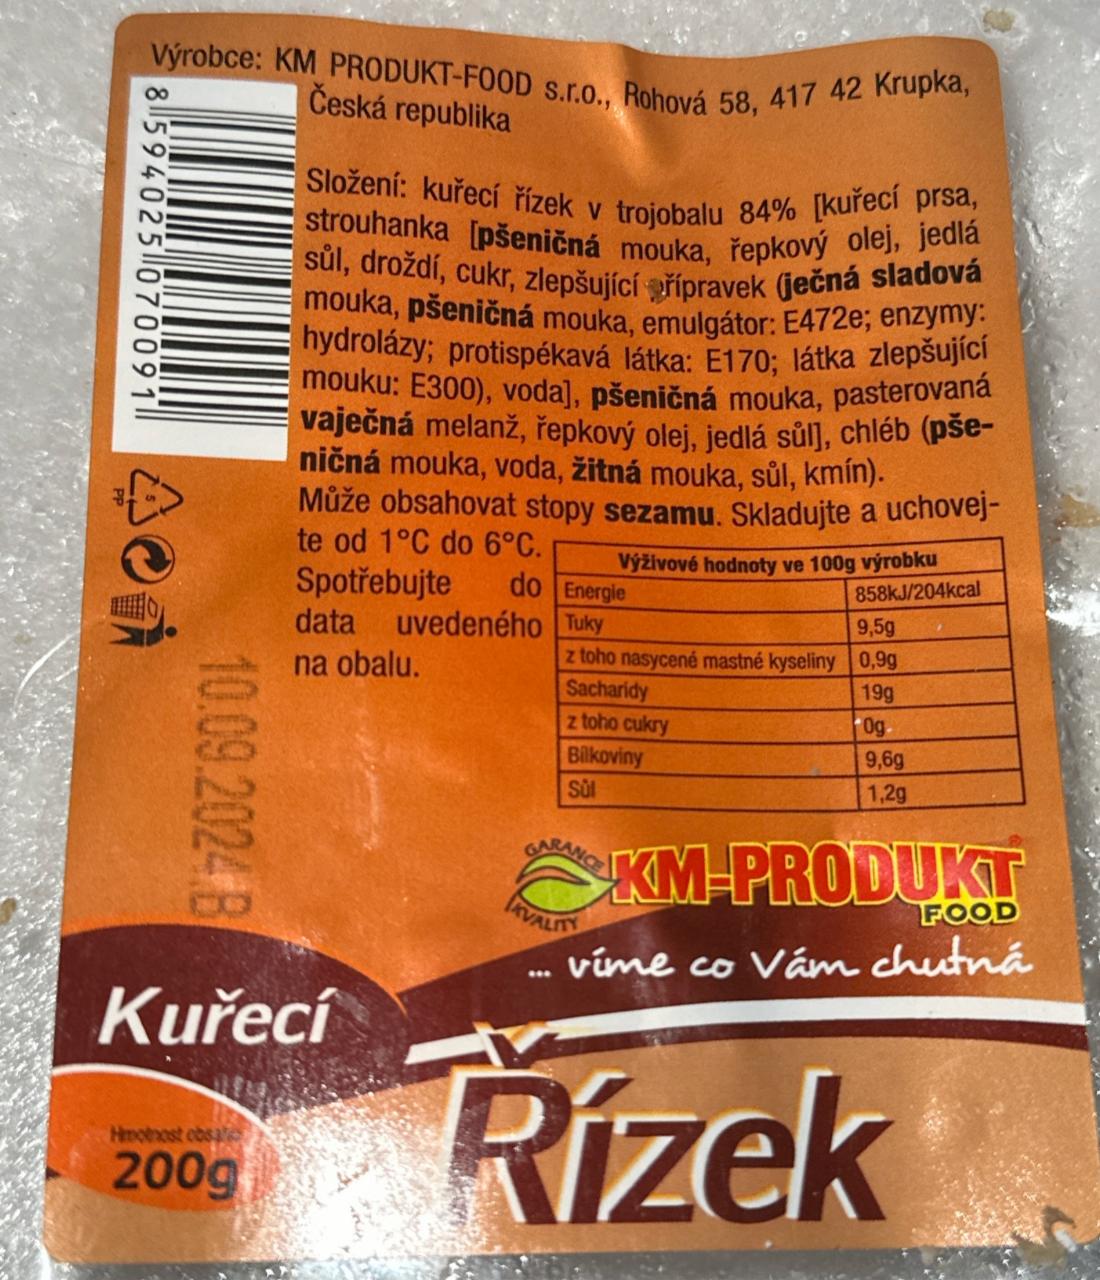 Výrobce: KM PRODUKT-FOOD s.r.o., Rohová 58, 417 42 Krupka,
Česká republika
8 594025 070091
Složení: kuřecí řízek v trojobalu 84% [kuřecí prsa,
strouhanka [pšeničná mouka, řepkový olej, jedlá
sůl, droždí, cukr, zlepšující přípravek (ječná sladová
mouka, pšeničná mouka, emulgátor: E472e; enzymy:
hydrolázy; protispékavá látka: E170; látka zlepšující
mouku: E300), voda], pšeničná mouka, pasterovaná
vaječná melanž, řepkový olej, jedlá sůl], chléb (pše-
ničná mouka, voda, žitná mouka, sůl, kmín).
Může obsahovat stopy sezamu. Skladujte a uchovej-
te od 1°C do 6°C.
Spotřebujte do
data uvedeného
na obalu.
5
PP
Výživové hodnoty ve 100g výrobku
Energie 858kJ/204kcal
Tuky 9,5g
z toho nasycené mastné kyseliny 0,9g
Sacharidy 19g
z toho cukry 0g
Bílkoviny 9,6g
Sůl 1,2g
10.09.2024.B
GARANCE
KVALITY
KM-PRODUKT
FOOD
... víme co Vám chutná
Kuřecí
Řízek
Hmotnost obsahu
200g